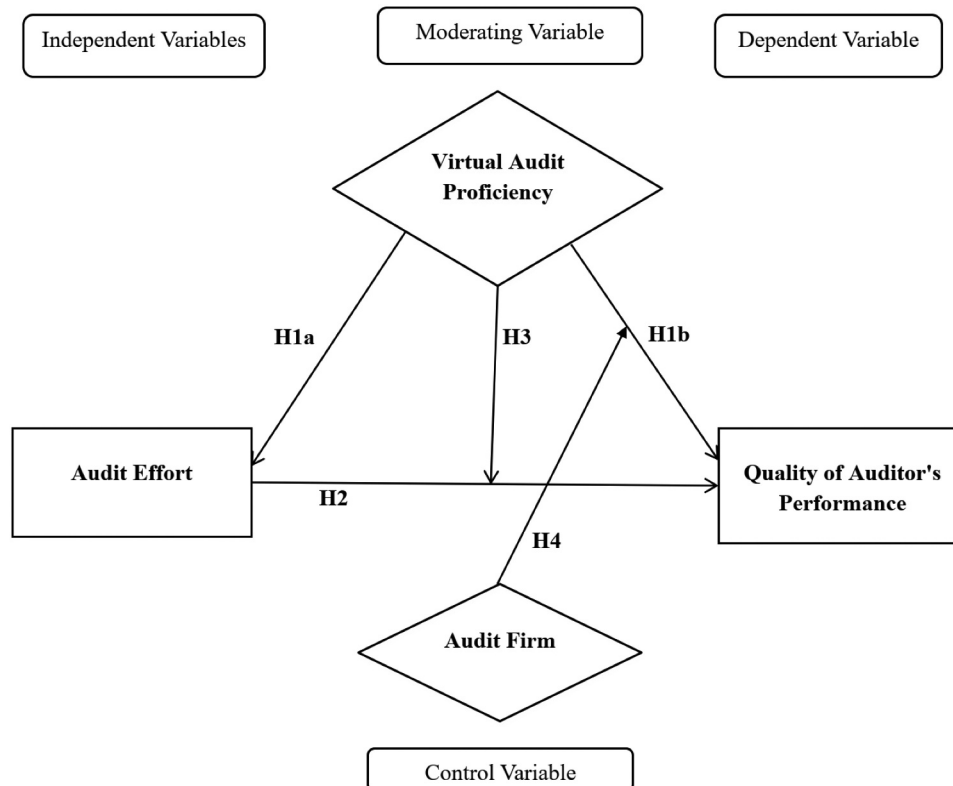 Independent Variables
Moderating Variable
Dependent Variable
Virtual Audit
Proficiency
H1a
H3
H1b
Audit Effort
Quality of Auditor's
Performance
H2
H4
Audit Firm
Control Variable